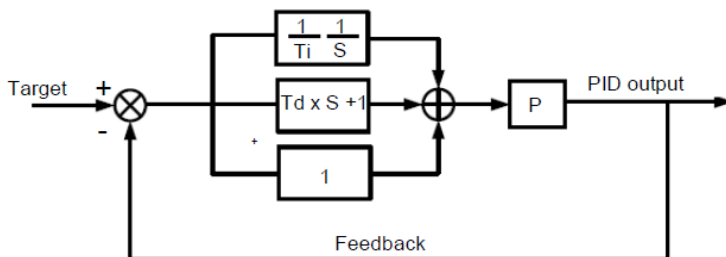 1 1
Ti S
Target
+
-
Td x S +1
+
1
P
PID output
Feedback